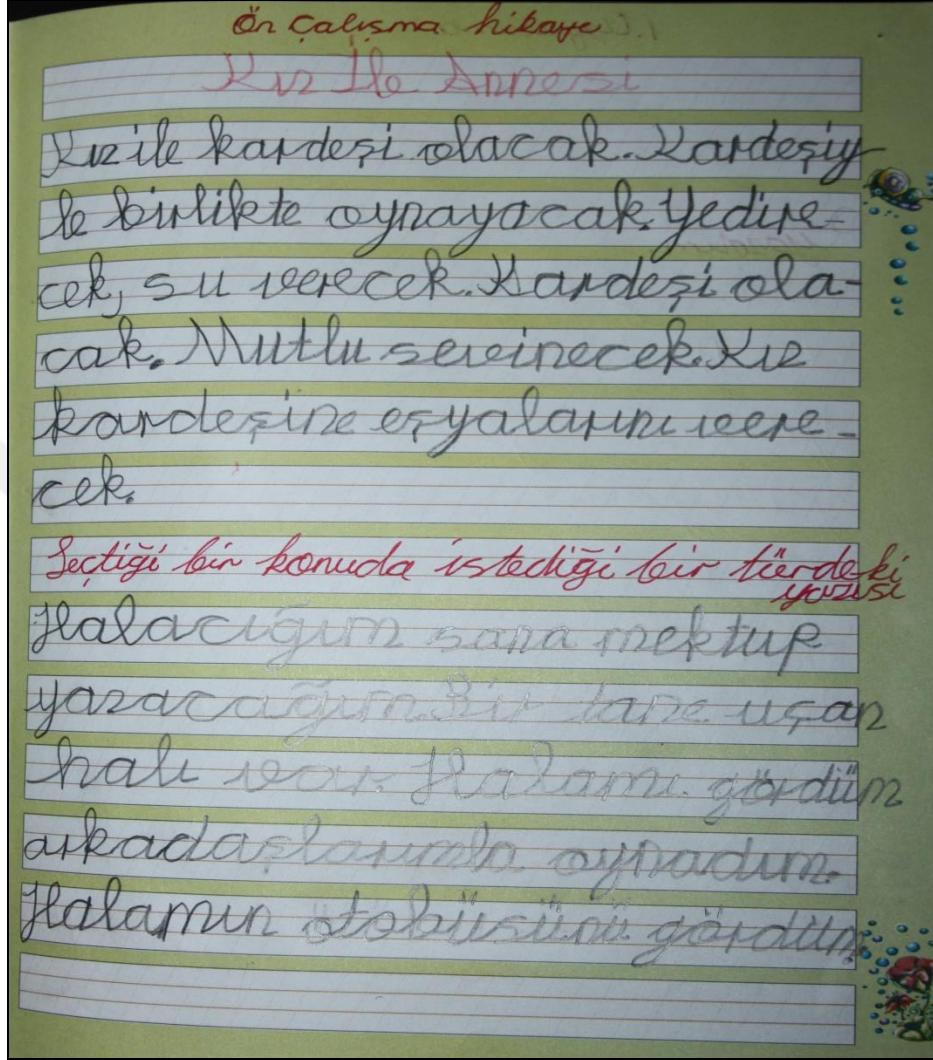 Ön Çalışma hikaye
Kız İle Annesi
Kız ile kardeşi olacak. Kardeşiy
le birlikte oynayacak. Yedire-
cek, su verecek. Kardeşi ola-
cak. Mutlu sevinecek. Kız
kardeşine eşyalarını vere-
cek.
Seçtiği bir konuda istediği bir türdeki
yazısı
Halacığım sana mektup
yazacağım. Bir tane uçan
halı var. Halamı gördüm
arkadaşlarımla oynadım.
Halamın otobüsünü gördüm.